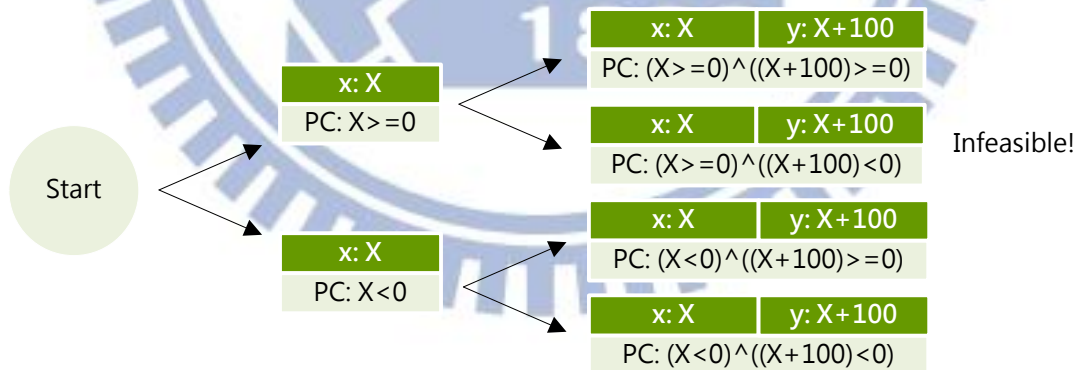 Start
x: X
PC: X>=0
x: X
PC: X<0
x: X y: X+100
PC: (X>=0)^((X+100)>=0)
x: X y: X+100
PC: (X>=0)^((X+100)<0)
Infeasible!
x: X y: X+100
PC: (X<0)^((X+100)>=0)
x: X y: X+100
PC: (X<0)^((X+100)<0)